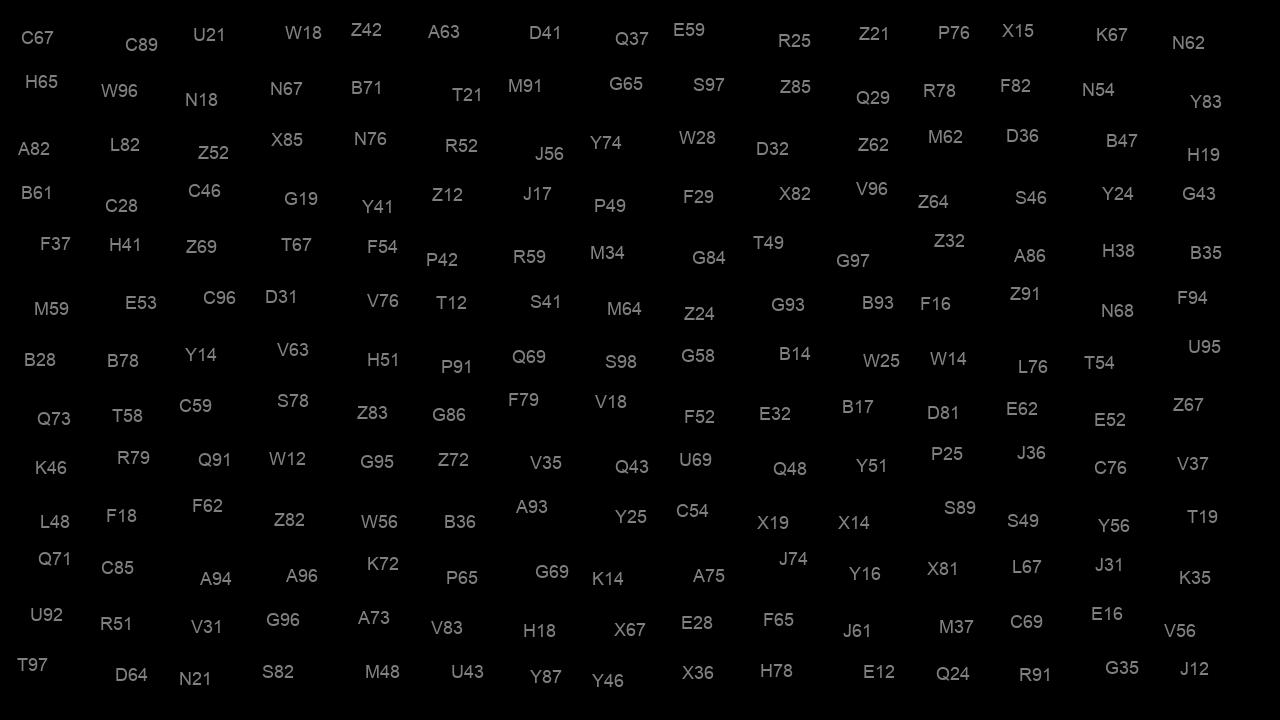 C67 C89 U21 W18 Z42 A63 D41 Q37 E59 R25 Z21 P76 X15 K67 N62
H65 W96 N18 N67 B71 T21 M91 G65 S97 Z85 Q29 R78 F82 N54 Y83
A82 L82 Z52 X85 N76 R52 J56 Y74 W28 D32 Z62 M62 D36 B47 H19
B61 C28 C46 G19 Y41 Z12 J17 P49 F29 X82 V96 Z64 S46 Y24 G43
F37 H41 Z69 T67 F54 P42 R59 M34 G84 T49 G97 Z32 A86 H38 B35
M59 E53 C96 D31 V76 T12 S41 M64 Z24 G93 B93 F16 Z91 N68 F94
B28 B78 Y14 V63 H51 P91 Q69 S98 G58 B14 W25 W14 L76 T54 U95
Q73 T58 C59 S78 Z83 G86 F79 V18 F52 E32 B17 D81 E62 E52 Z67
K46 R79 Q91 W12 G95 Z72 V35 Q43 U69 Q48 Y51 P25 J36 C76 V37
L48 F18 F62 Z82 W56 B36 A93 Y25 C54 X19 X14 S89 S49 Y56 T19
Q71 C85 A94 A96 K72 P65 G69 K14 A75 J74 Y16 X81 L67 J31 K35
U92 R51 V31 G96 A73 V83 H18 X67 E28 F65 J61 M37 C69 E16 V56
T97 D64 N21 S82 M48 U43 Y87 Y46 X36 H78 E12 Q24 R91 G35 J12